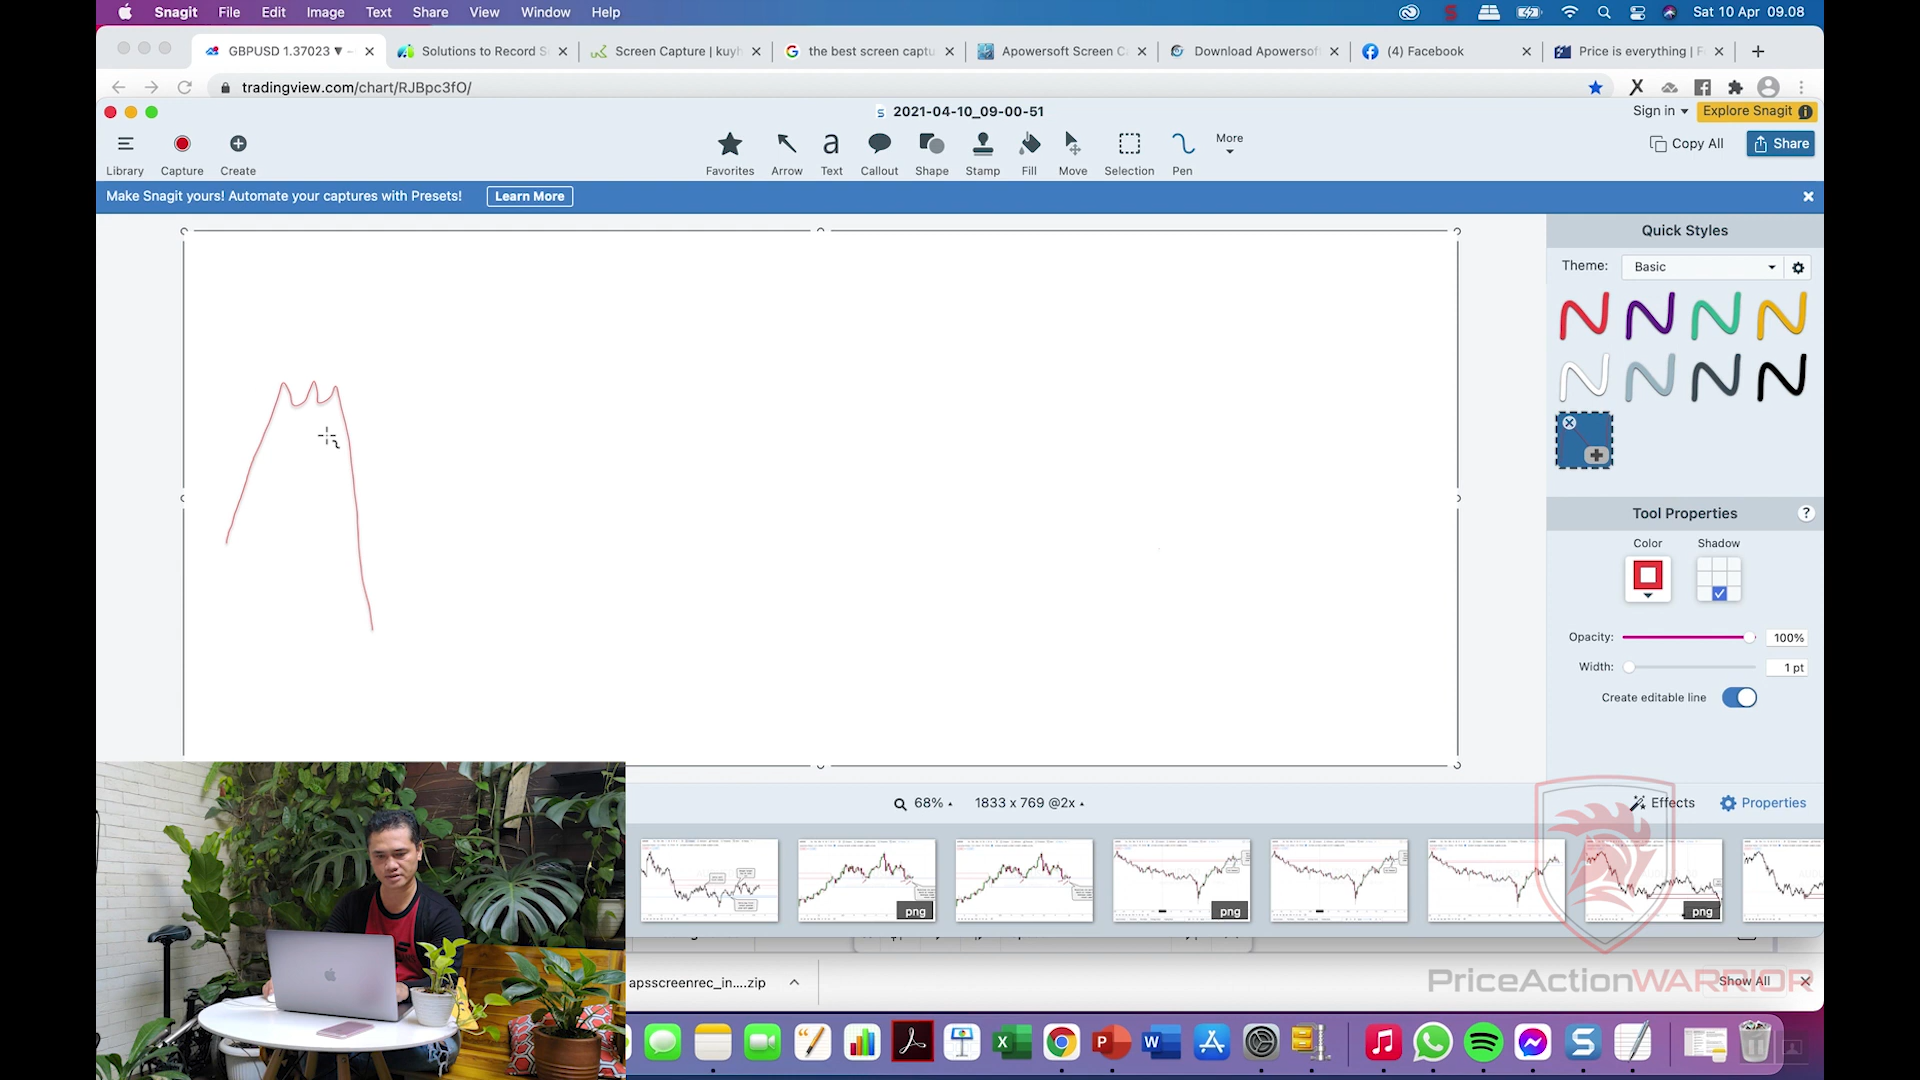 Snagit File Edit Image Text Share View Window Help Sat 10 Apr 09.08
GBPUSD 1.37023 ▼ Solutions to Record S Screen Capture | kuyh the best screen captu Apowersoft Screen C Download Apowersof (4) Facebook Price is everything | F
tradingview.com/chart/RJBpc3fO/
2021-04-10_09-00-51 Sign in Explore Snagit
Library Capture Create Favorites Arrow Text Callout Shape Stamp Fill Move Selection Pen More Copy All Share
Make Snagit yours! Automate your captures with Presets! Learn More
Quick Styles
Theme: Basic
Tool Properties
Color Shadow
Opacity: 100%
Width: 1 pt
Create editable line
68% 1833 x 769 @2x Effects Properties
png png png
apsscreenrec_in....zip Show All
PriceActionWARRIOR